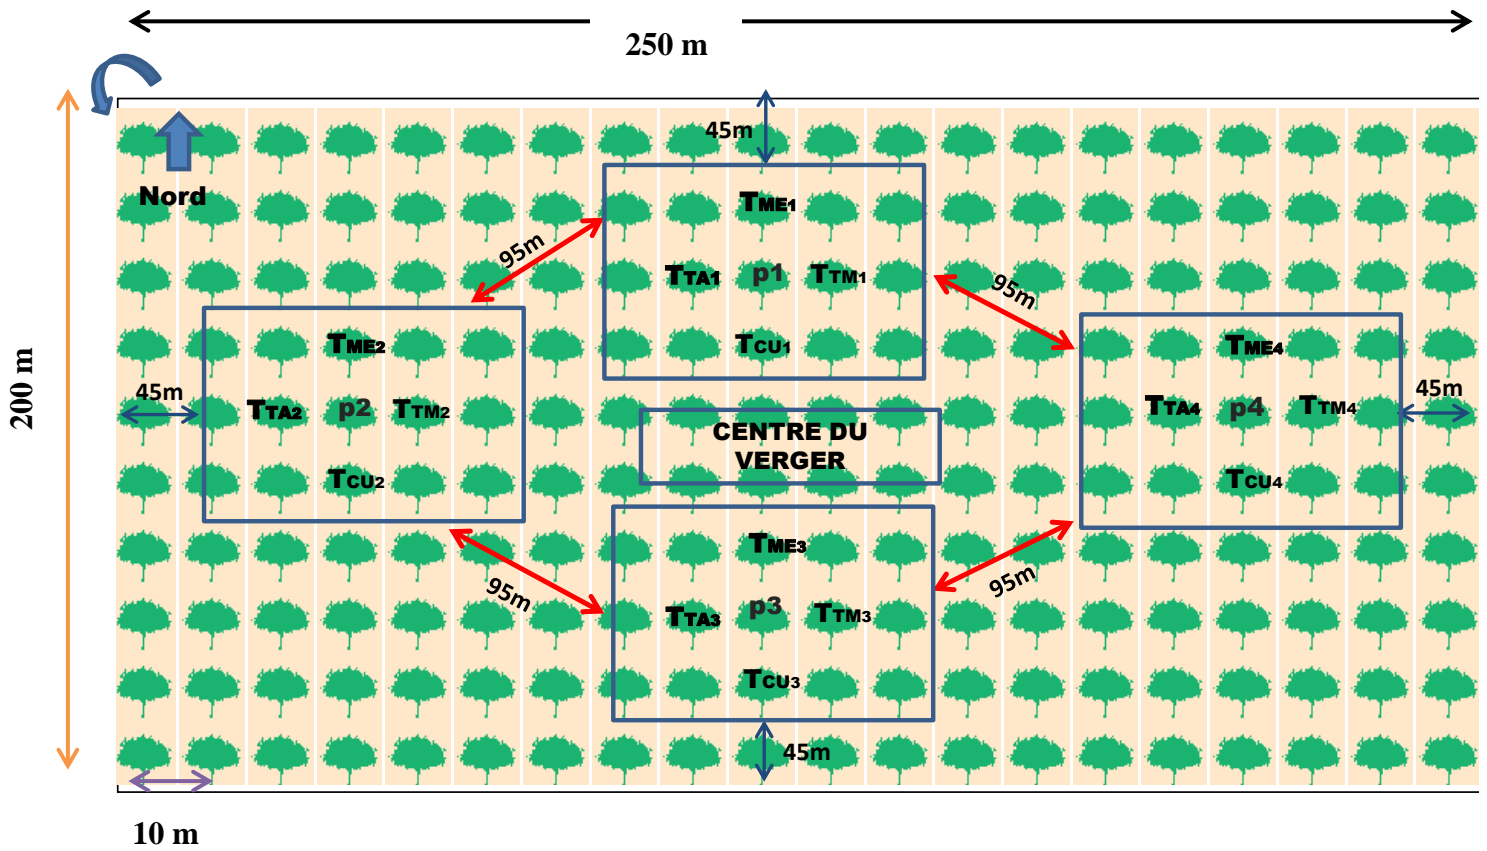 250 m
45m
Nord
TME1
95m
TTA1 p1 TTM1
95m
TCU1
200 m
TME2
TME4
45m
45m
TTA2 p2 TTM2
TTA4 p4 TTM4
CENTRE DU
VERGER
TCU2
TCU4
TME3
95m
95m
TTA3 p3 TTM3
TCU3
45m
10 m